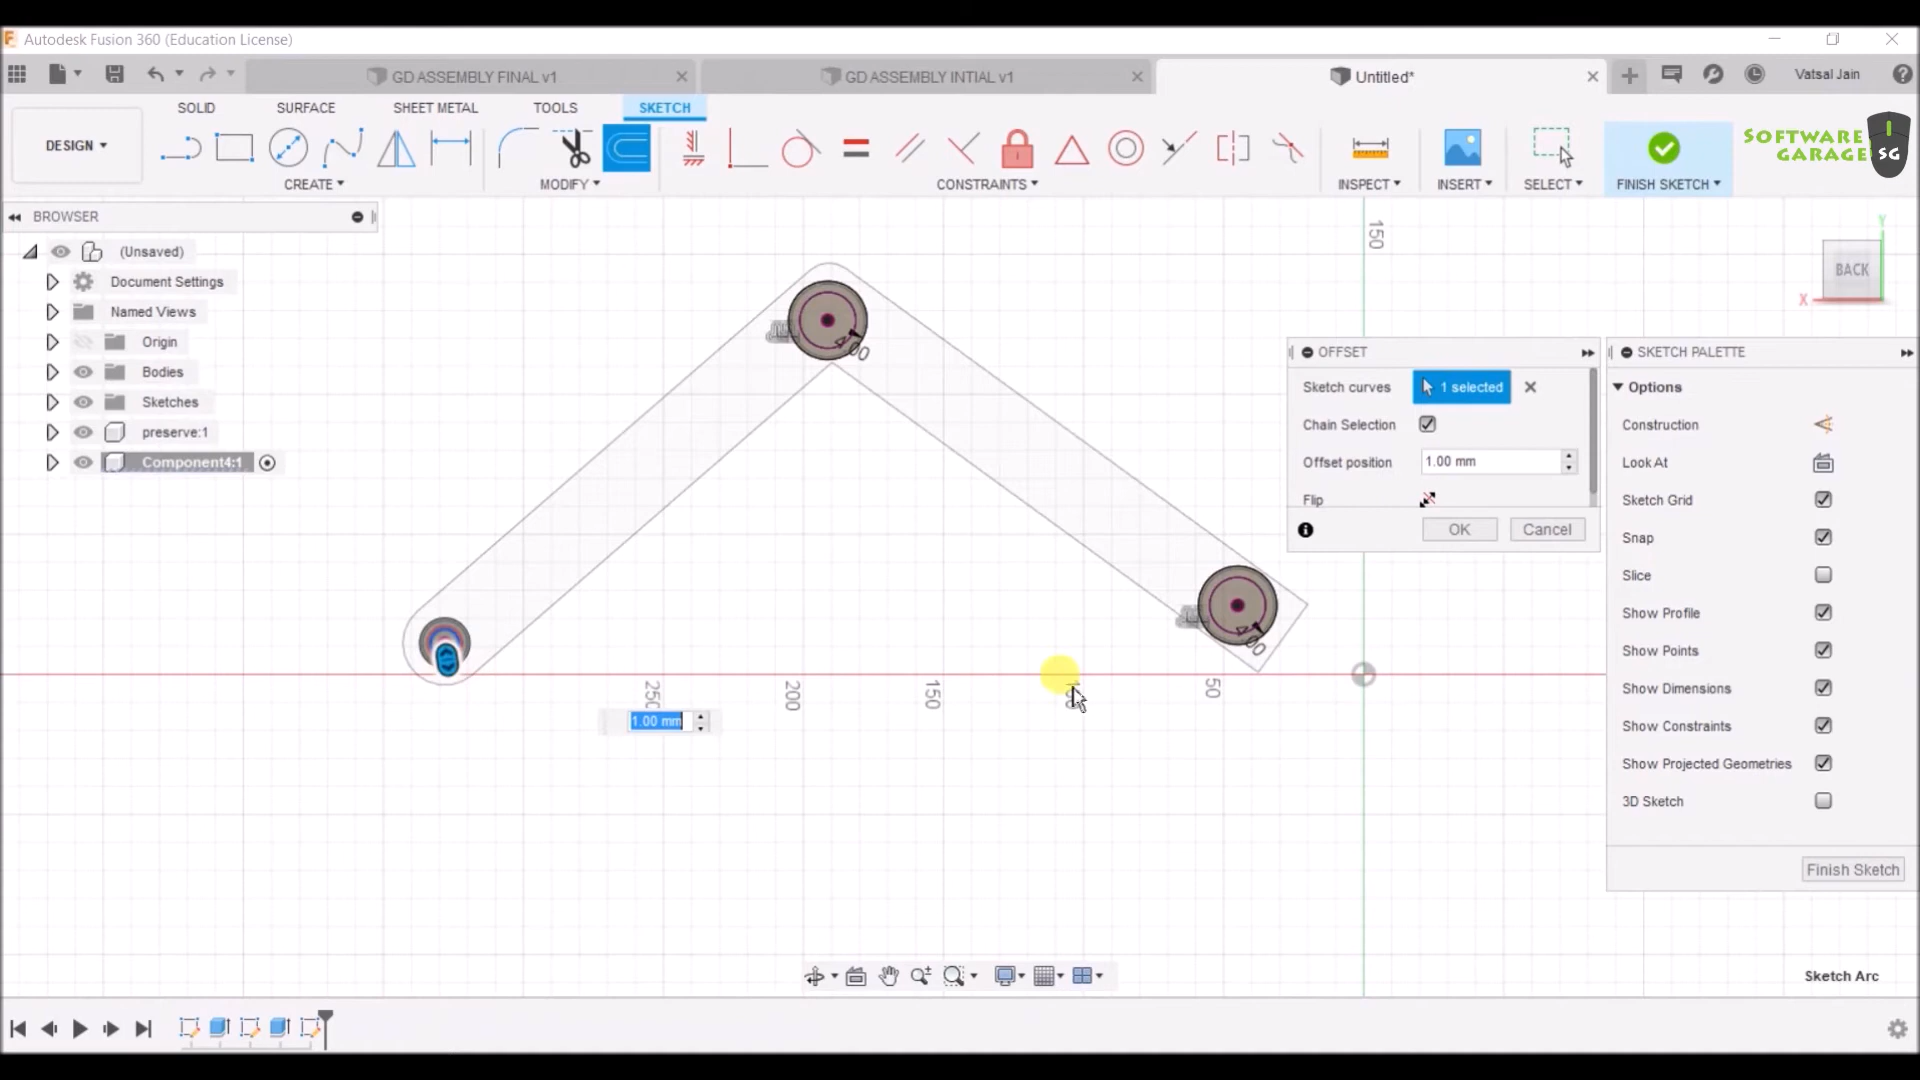 Autodesk Fusion 360 (Education License)
GD ASSEMBLY FINAL v1
GD ASSEMBLY INTIAL v1
Untitled*
Vatsal Jain
DESIGN
SOLID
SURFACE
SHEET METAL
TOOLS
SKETCH
CREATE
MODIFY
CONSTRAINTS
INSPECT
INSERT
SELECT
FINISH SKETCH
SOFTWARE
GARAGE
SG
BROWSER
(Unsaved)
Document Settings
Named Views
Origin
Bodies
Sketches
preserve:1
Component4:1
150
Y
BACK
X
OFFSET
Sketch curves
1 selected
Chain Selection
Offset position
1.00 mm
Flip
OK
Cancel
SKETCH PALETTE
Options
Construction
Look At
Sketch Grid
Snap
Slice
Show Profile
Show Points
Show Dimensions
Show Constraints
Show Projected Geometries
3D Sketch
Finish Sketch
250
200
150
50
1.00 mm
Sketch Arc